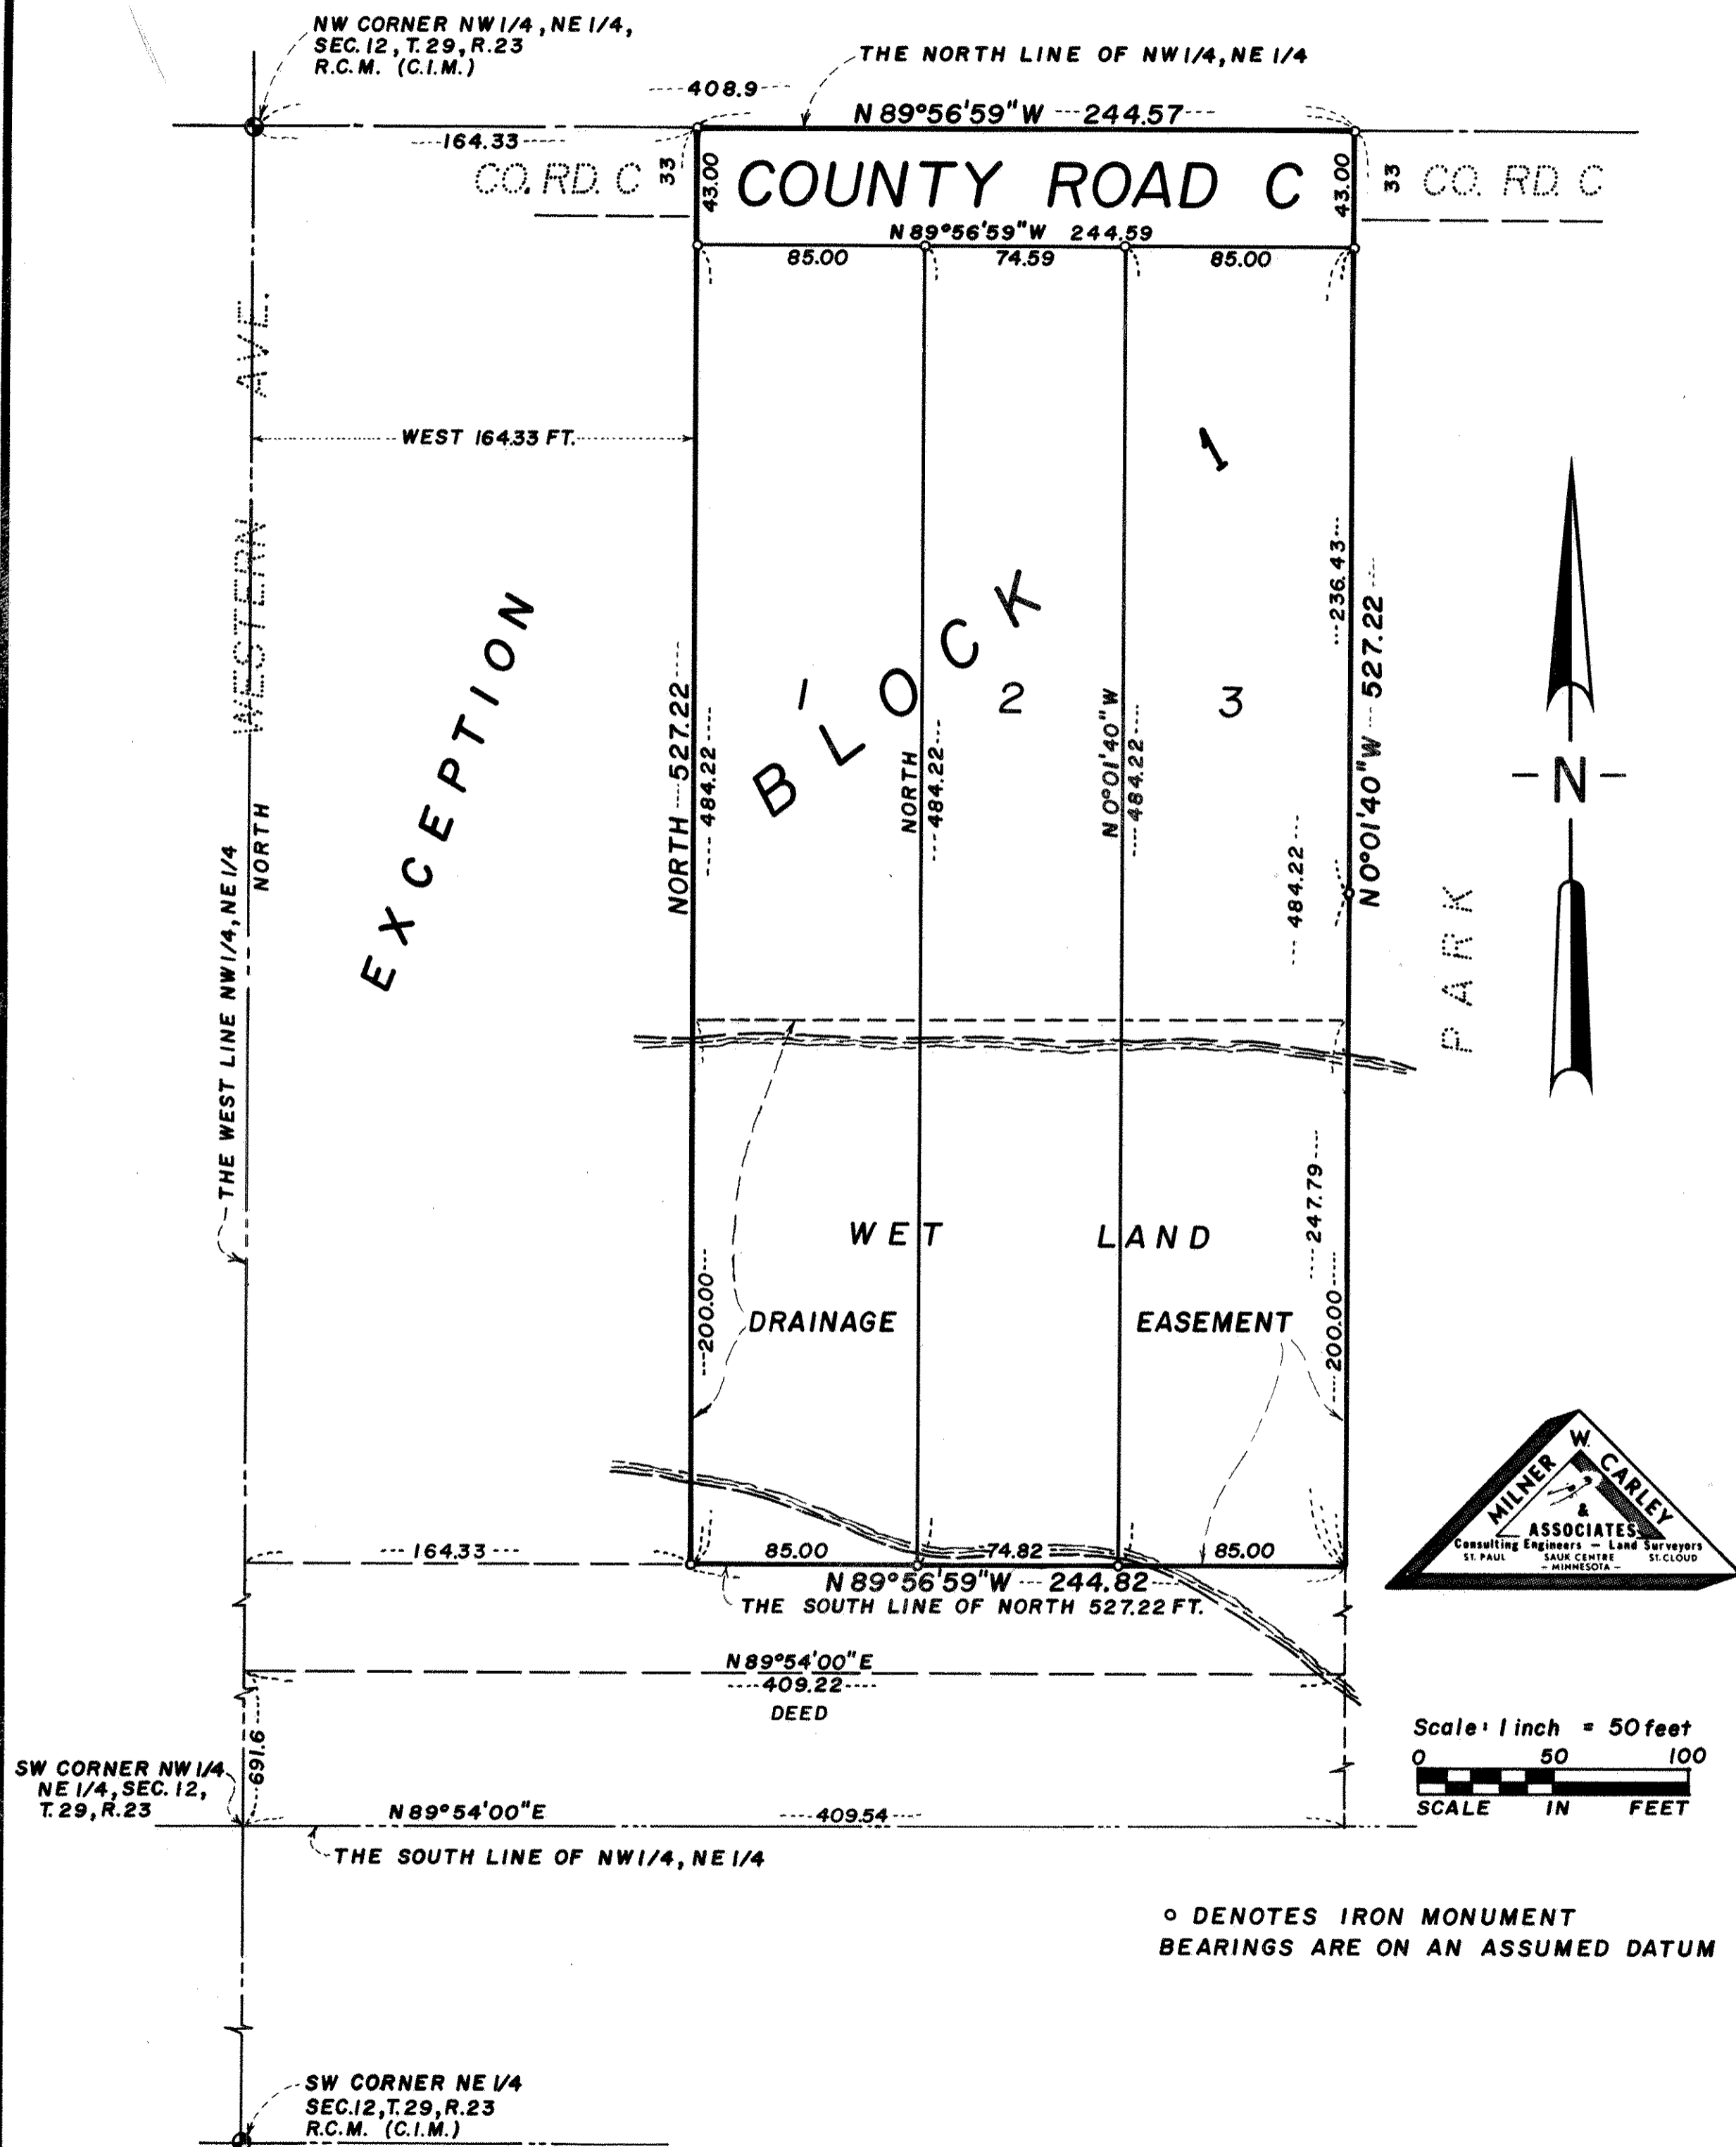 NW CORNER NW 1/4, NE 1/4,
SEC. 12, T. 29, R. 23
R.C.M. (C.I.M.)
THE NORTH LINE OF NW 1/4, NE 1/4
408.9
N 89°56'59" W 244.57
164.33
CO. RD. C
33
43.00
COUNTY ROAD C
43.00
33
CO. RD. C
N 89°56'59" W 244.59
85.00
74.59
85.00
WESTERN AVE.
WEST 164.33 FT.
EXCEPTION
BLOCK 1
1
2
3
NORTH 527.22
484.22
NORTH
484.22
N 0°01'40" W
484.22
236.43
N 0°01'40" W 527.22
484.22
N
PARK
NORTH
THE WEST LINE NW 1/4, NE 1/4
WET LAND
247.79
200.00
DRAINAGE EASEMENT
200.00
MILNER W. CARLEY
&
ASSOCIATES
Consulting Engineers — Land Surveyors
ST. PAUL SAUK CENTRE ST. CLOUD
— MINNESOTA —
164.33
85.00
74.82
85.00
N 89°56'59" W 244.82
THE SOUTH LINE OF NORTH 527.22 FT.
N 89°54'00" E
409.22
DEED
Scale: 1 inch = 50 feet
0 50 100
SCALE IN FEET
691.6
SW CORNER NW 1/4
NE 1/4, SEC. 12,
T. 29, R. 23
N 89°54'00" E
409.54
THE SOUTH LINE OF NW 1/4, NE 1/4
o DENOTES IRON MONUMENT
BEARINGS ARE ON AN ASSUMED DATUM
SW CORNER NE 1/4
SEC. 12, T. 29, R. 23
R.C.M. (C.I.M.)